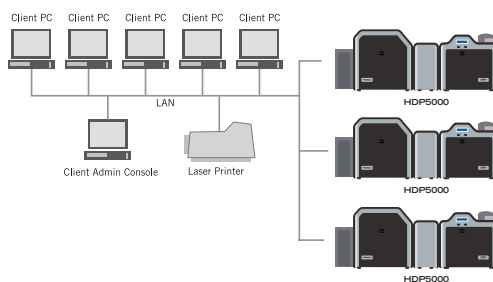 Client PC Client PC Client PC Client PC Client PC
LAN
HDP5000
Client Admin Console
Laser Printer
HDP5000
HDP5000